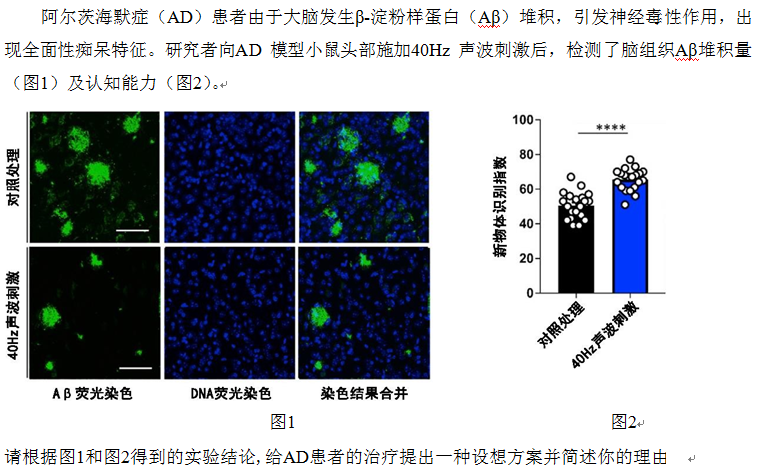 阿尔茨海默症（AD）患者由于大脑发生β-淀粉样蛋白（Aβ）堆积，引发神经毒性作用，出
现全面性痴呆特征。研究者向AD 模型小鼠头部施加40Hz 声波刺激后，检测了脑组织Aβ堆积量
（图1）及认知能力（图2）。
对照处理
40Hz声波刺激
Aβ荧光染色
DNA荧光染色
染色结果合并
图1
****
新物体识别指数
100
80
60
40
20
0
对照处理
40Hz声波刺激
图2
请根据图1和图2得到的实验结论,给AD患者的治疗提出一种设想方案并简述你的理由